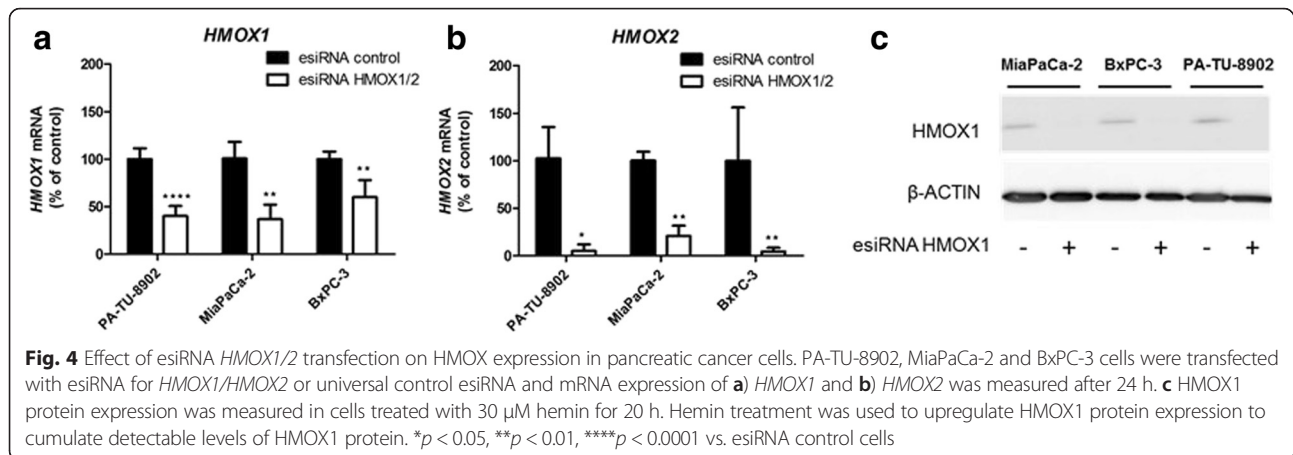 a
HMOX1
esiRNA control
esiRNA HMOX1/2
HMOX1 mRNA
(% of control)
200
150
100
50
0
****
**
**
PA-TU-8902
MiaPaCa-2
BxPC-3
b
HMOX2
esiRNA control
esiRNA HMOX1/2
HMOX2 mRNA
(% of control)
200
150
100
50
0
*
**
**
PA-TU-8902
MiaPaCa-2
BxPC-3
c
MiaPaCa-2 BxPC-3 PA-TU-8902
HMOX1
β-ACTIN
esiRNA HMOX1 - + - + - +
Fig. 4 Effect of esiRNA HMOX1/2 transfection on HMOX expression in pancreatic cancer cells. PA-TU-8902, MiaPaCa-2 and BxPC-3 cells were transfected
with esiRNA for HMOX1/HMOX2 or universal control esiRNA and mRNA expression of a) HMOX1 and b) HMOX2 was measured after 24 h. c HMOX1
protein expression was measured in cells treated with 30 μM hemin for 20 h. Hemin treatment was used to upregulate HMOX1 protein expression to
cumulate detectable levels of HMOX1 protein. *p < 0.05, **p < 0.01, ****p < 0.0001 vs. esiRNA control cells